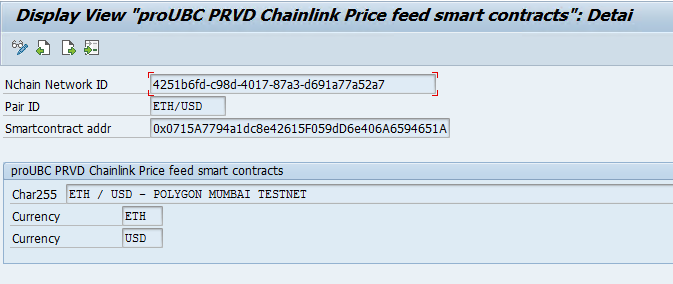 Display View "proUBC PRVD Chainlink Price feed smart contracts": Detai
Nchain Network ID 4251b6fd-c98d-4017-87a3-d691a77a52a7
Pair ID ETH/USD
Smartcontract addr 0x0715A7794a1dc8e42615F059dD6e406A6594651A
proUBC PRVD Chainlink Price feed smart contracts
Char255 ETH / USD - POLYGON MUMBAI TESTNET
Currency ETH
Currency USD